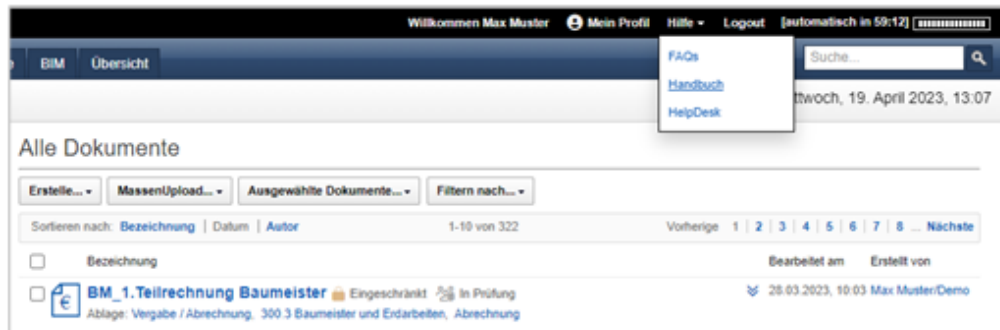 Willkommen Max Muster Mein Profil Hilfe Logout [automatisch in 59:12]
BIM Übersicht Suche...
FAQs
Handbuch
HelpDesk
ttwoch, 19. April 2023, 13:07
Alle Dokumente
Erstelle... MassenUpload... Ausgewählte Dokumente... Filtern nach...
Sortieren nach: Bezeichnung | Datum | Autor 1-10 von 322 Vorherige 1 | 2 | 3 | 4 | 5 | 6 | 7 | 8 ... Nächste
Bezeichnung Bearbeitet am Erstellt von
BM_1.Teilrechnung Baumeister Eingeschränkt In Prüfung 28.03.2023, 10:03 Max Muster/Demo
Ablage: Vergabe / Abrechnung, 300.3 Baumeister und Erdarbeiten, Abrechnung